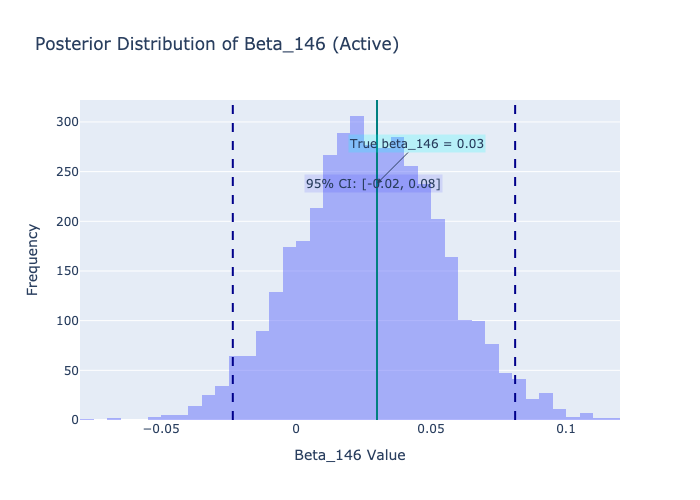 Posterior Distribution of Beta_146 (Active)
True beta_146 = 0.03
95% CI: [-0.02, 0.08]
300
250
200
150
100
50
0
Frequency
−0.05
0
0.05
0.1
Beta_146 Value